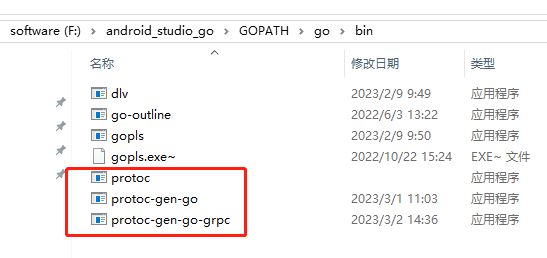 software (F:) > android_studio_go > GOPATH > go > bin
名称 修改日期 类型
dlv 2023/2/9 9:49 应用程序
go-outline 2022/6/3 13:22 应用程序
gopls 2023/2/9 9:50 应用程序
gopls.exe~ 2022/10/22 15:24 EXE~ 文件
protoc 应用程序
protoc-gen-go 2023/3/1 11:03 应用程序
protoc-gen-go-grpc 2023/3/2 14:36 应用程序